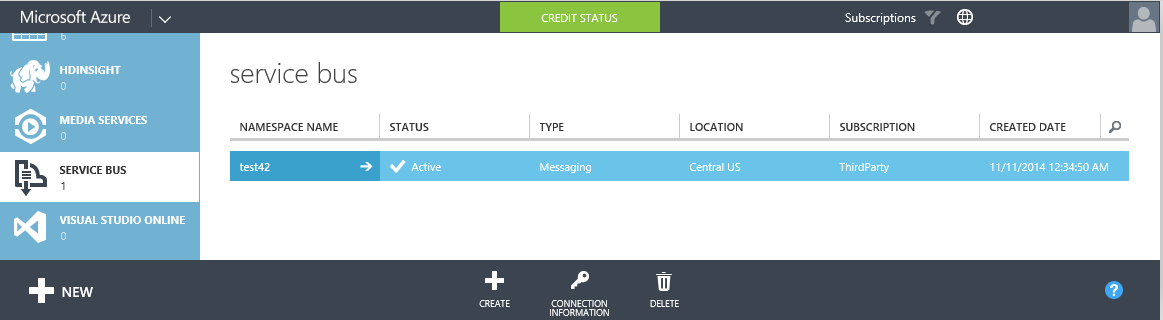 Microsoft Azure
CREDIT STATUS
Subscriptions
6
HDINSIGHT
0
MEDIA SERVICES
0
SERVICE BUS
1
VISUAL STUDIO ONLINE
0
service bus
NAMESPACE NAME STATUS TYPE LOCATION SUBSCRIPTION CREATED DATE
test42 Active Messaging Central US ThirdParty 11/11/2014 12:34:50 AM
NEW
CREATE
CONNECTION
INFORMATION
DELETE
?